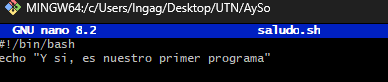 MINGW64:/c/Users/Ingag/Desktop/UTN/AySo
GNU nano 8.2 saludo.sh
#!/bin/bash
echo "Y si, es nuestro primer programa"